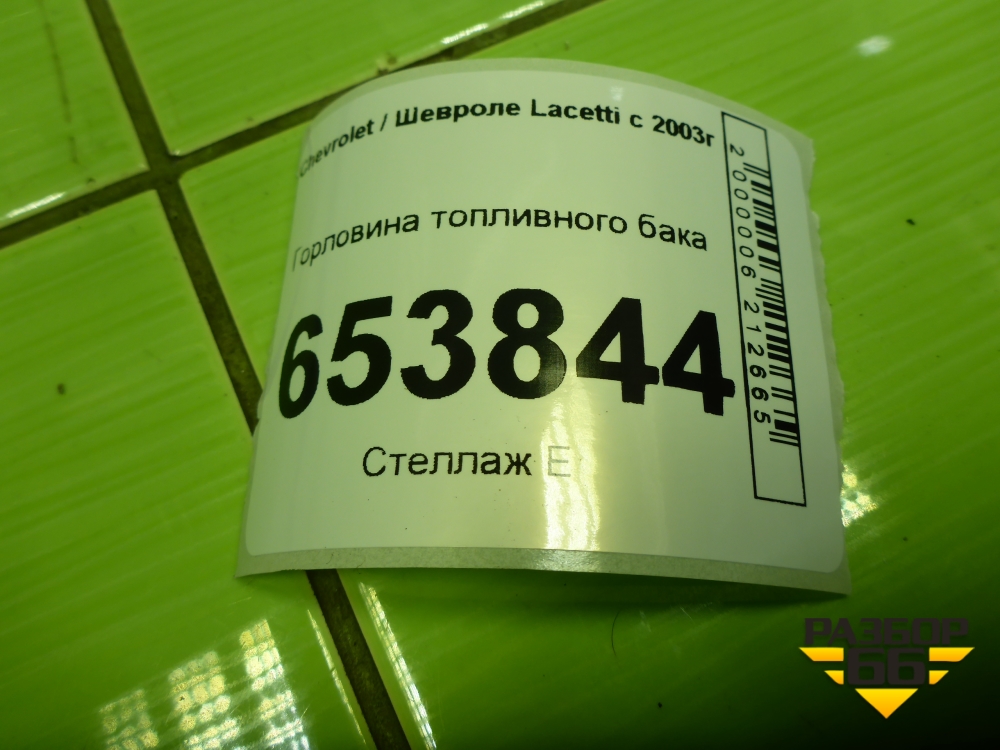 Chevrolet / Шевроле Lacetti с 2003г
Горловина топливного бака
653844
Стеллаж E
2000006212665
РАЗБОР
66